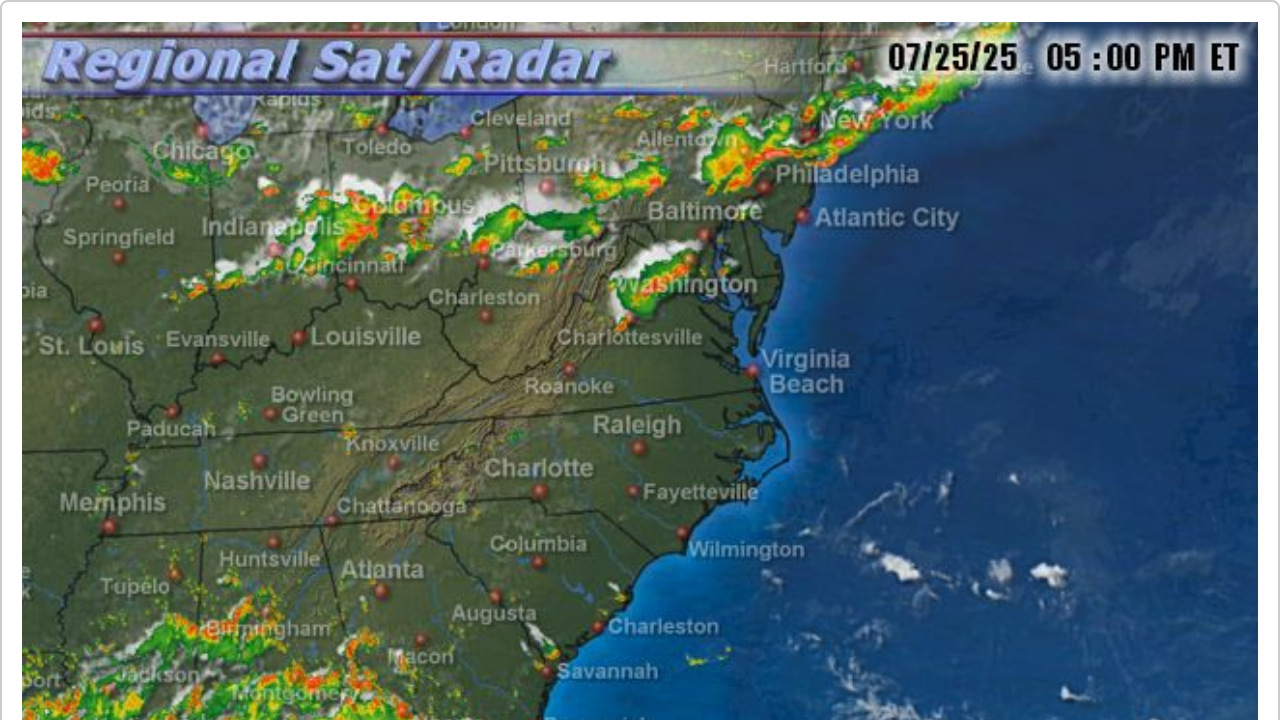 London
Regional Sat/Radar
07/25/25 05 :00 PM ET
Hartford
Rapids
Cleveland
New York
Allentown
Chicago
Toledo
Pittsburgh
Philadelphia
Peoria
Columbus
Baltimore
Atlantic City
Indianapolis
Springfield
Parkersburg
Cincinnati
Washington
Charleston
St. Louis
Evansville
Louisville
Charlottesville
Virginia
Beach
Roanoke
Bowling
Green
Paducah
Raleigh
Knoxville
Nashville
Charlotte
Memphis
Chattanooga
Fayetteville
Huntsville
Columbia
Wilmington
Tupelo
Atlanta
Augusta
Birmingham
Charleston
Macon
Jackson
Savannah
Montgomery